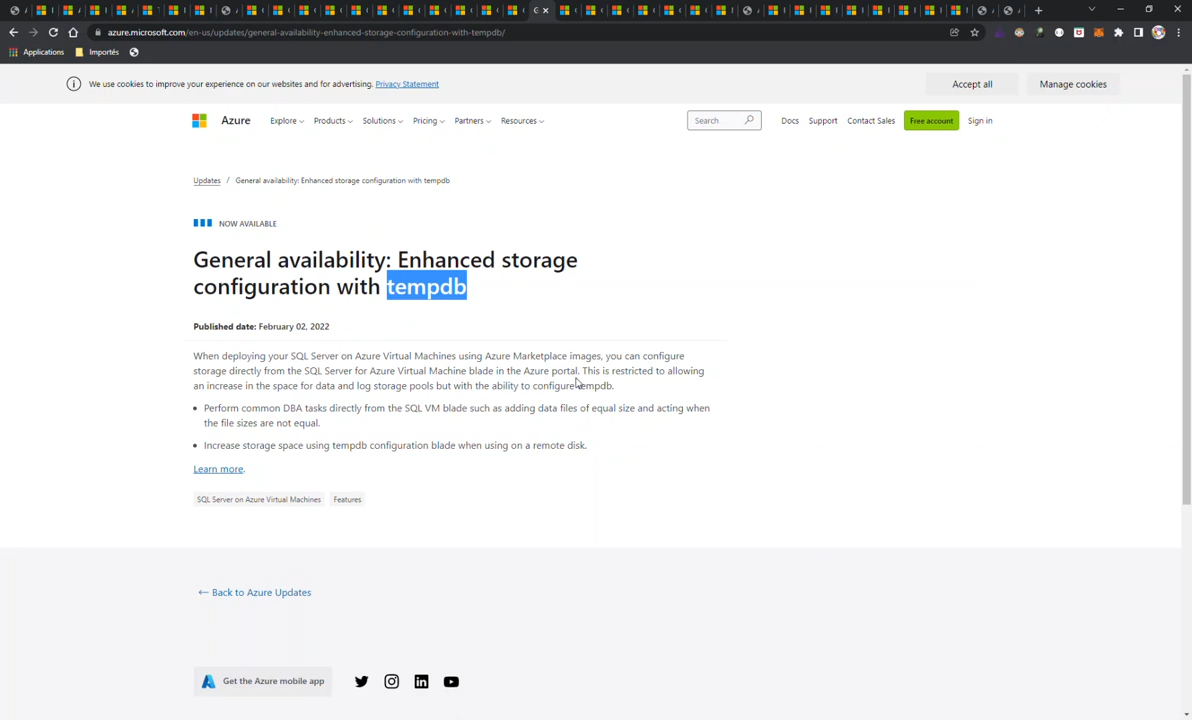 azure.microsoft.com/en-us/updates/general-availability-enhanced-storage-configuration-with-tempdb/
Applications
Importés
We use cookies to improve your experience on our websites and for advertising. Privacy Statement
Accept all
Manage cookies
Azure
Explore
Products
Solutions
Pricing
Partners
Resources
Search
Docs
Support
Contact Sales
Free account
Sign in
Updates / General availability: Enhanced storage configuration with tempdb
NOW AVAILABLE
General availability: Enhanced storage
configuration with tempdb
Published date: February 02, 2022
When deploying your SQL Server on Azure Virtual Machines using Azure Marketplace images, you can configure
storage directly from the SQL Server for Azure Virtual Machine blade in the Azure portal. This is restricted to allowing
an increase in the space for data and log storage pools but with the ability to configure tempdb.
• Perform common DBA tasks directly from the SQL VM blade such as adding data files of equal size and acting when
the file sizes are not equal.
• Increase storage space using tempdb configuration blade when using on a remote disk.
Learn more.
SQL Server on Azure Virtual Machines
Features
← Back to Azure Updates
Get the Azure mobile app